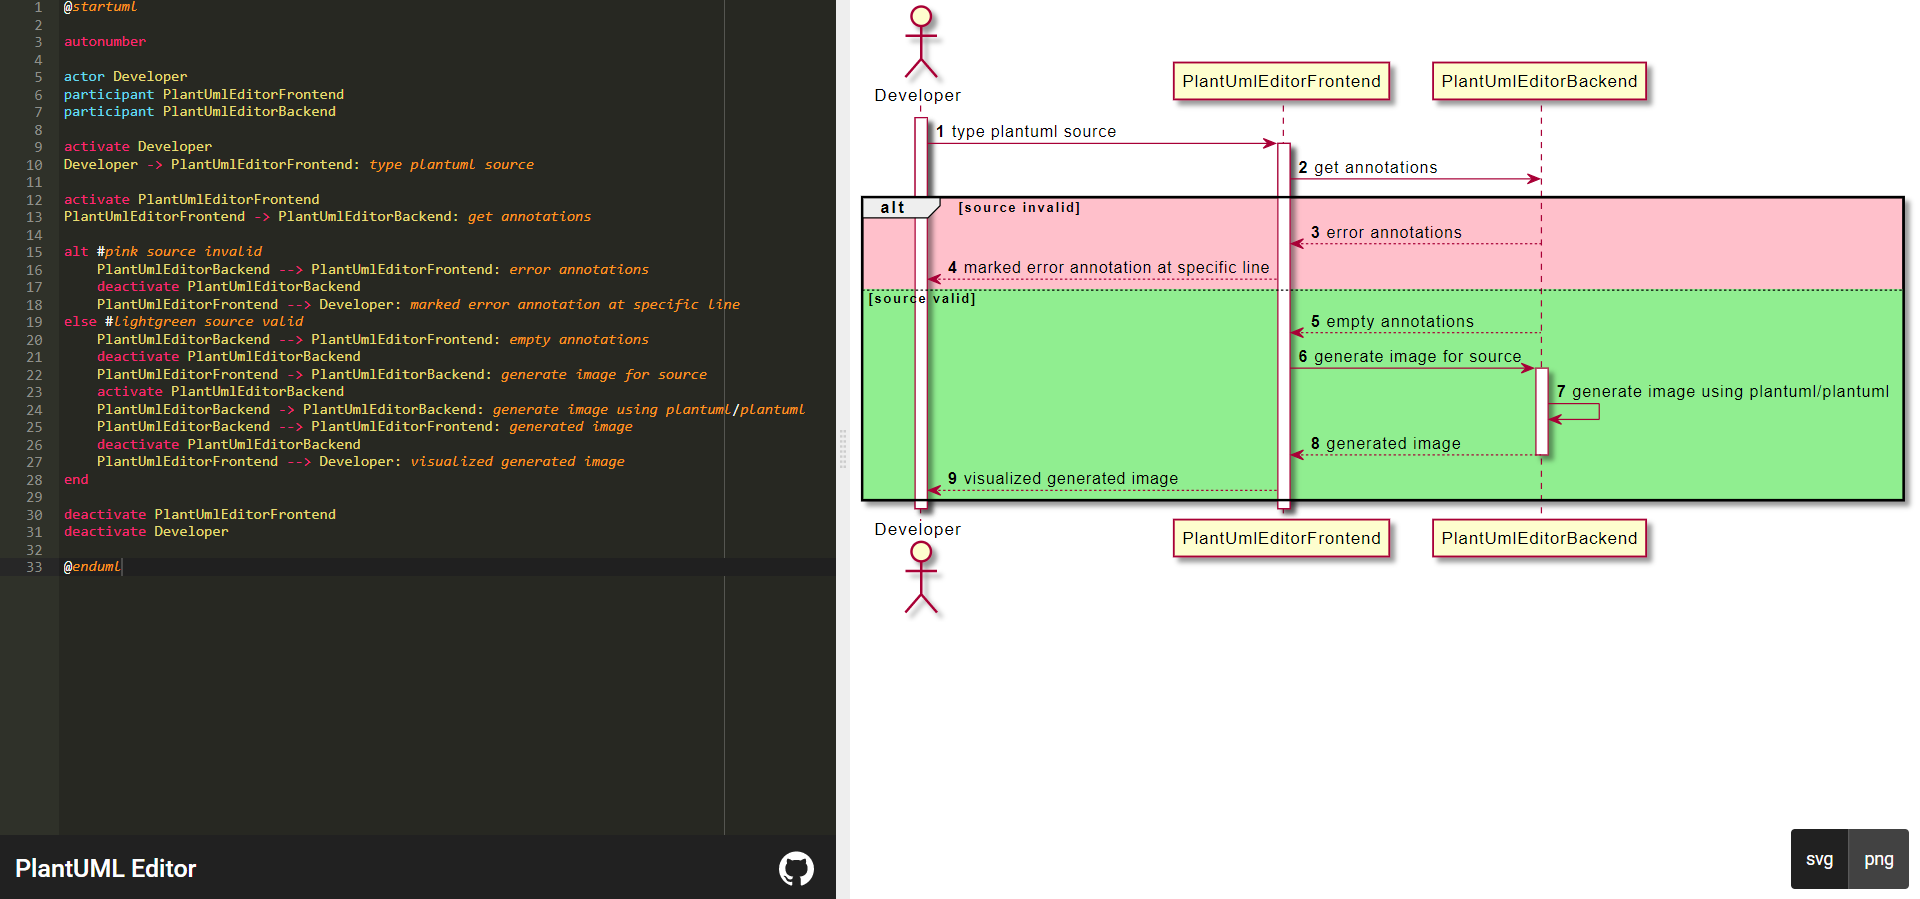 1 @startuml
2
3 autonumber
4
5 actor Developer
6 participant PlantUmlEditorFrontend
7 participant PlantUmlEditorBackend
8
9 activate Developer
10 Developer -> PlantUmlEditorFrontend: type plantuml source
11
12 activate PlantUmlEditorFrontend
13 PlantUmlEditorFrontend -> PlantUmlEditorBackend: get annotations
14
15 alt #pink source invalid
16     PlantUmlEditorBackend --> PlantUmlEditorFrontend: error annotations
17     deactivate PlantUmlEditorBackend
18     PlantUmlEditorFrontend --> Developer: marked error annotation at specific line
19 else #lightgreen source valid
20     PlantUmlEditorBackend --> PlantUmlEditorFrontend: empty annotations
21     deactivate PlantUmlEditorBackend
22     PlantUmlEditorFrontend -> PlantUmlEditorBackend: generate image for source
23     activate PlantUmlEditorBackend
24     PlantUmlEditorBackend -> PlantUmlEditorBackend: generate image using plantuml/plantuml
25     PlantUmlEditorBackend --> PlantUmlEditorFrontend: generated image
26     deactivate PlantUmlEditorBackend
27     PlantUmlEditorFrontend --> Developer: visualized generated image
28 end
29
30 deactivate PlantUmlEditorFrontend
31 deactivate Developer
32
33 @enduml
PlantUML Editor
Developer
PlantUmlEditorFrontend
PlantUmlEditorBackend
1 type plantuml source
2 get annotations
alt [source invalid]
3 error annotations
4 marked error annotation at specific line
[source valid]
5 empty annotations
6 generate image for source
7 generate image using plantuml/plantuml
8 generated image
9 visualized generated image
Developer
PlantUmlEditorFrontend
PlantUmlEditorBackend
svg
png